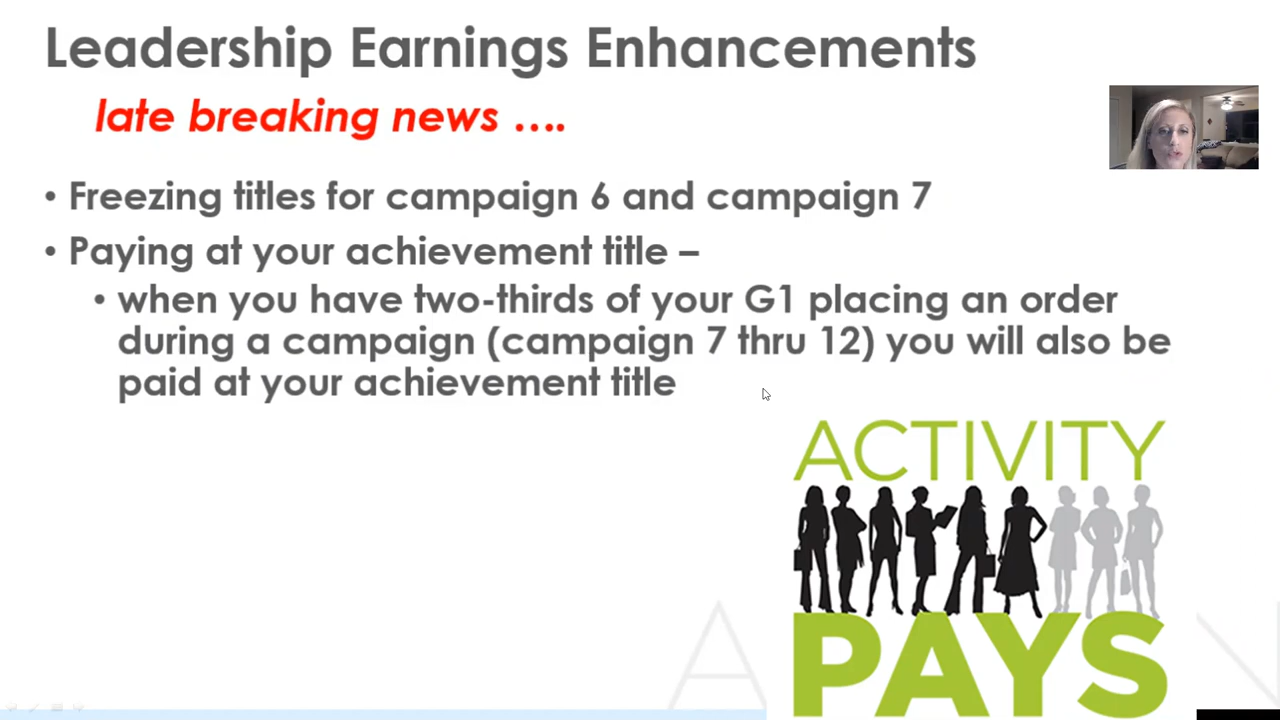 Leadership Earnings Enhancements
late breaking news ....
• Freezing titles for campaign 6 and campaign 7
• Paying at your achievement title –
• when you have two-thirds of your G1 placing an order
during a campaign (campaign 7 thru 12) you will also be
paid at your achievement title
ACTIVITY
PAYS